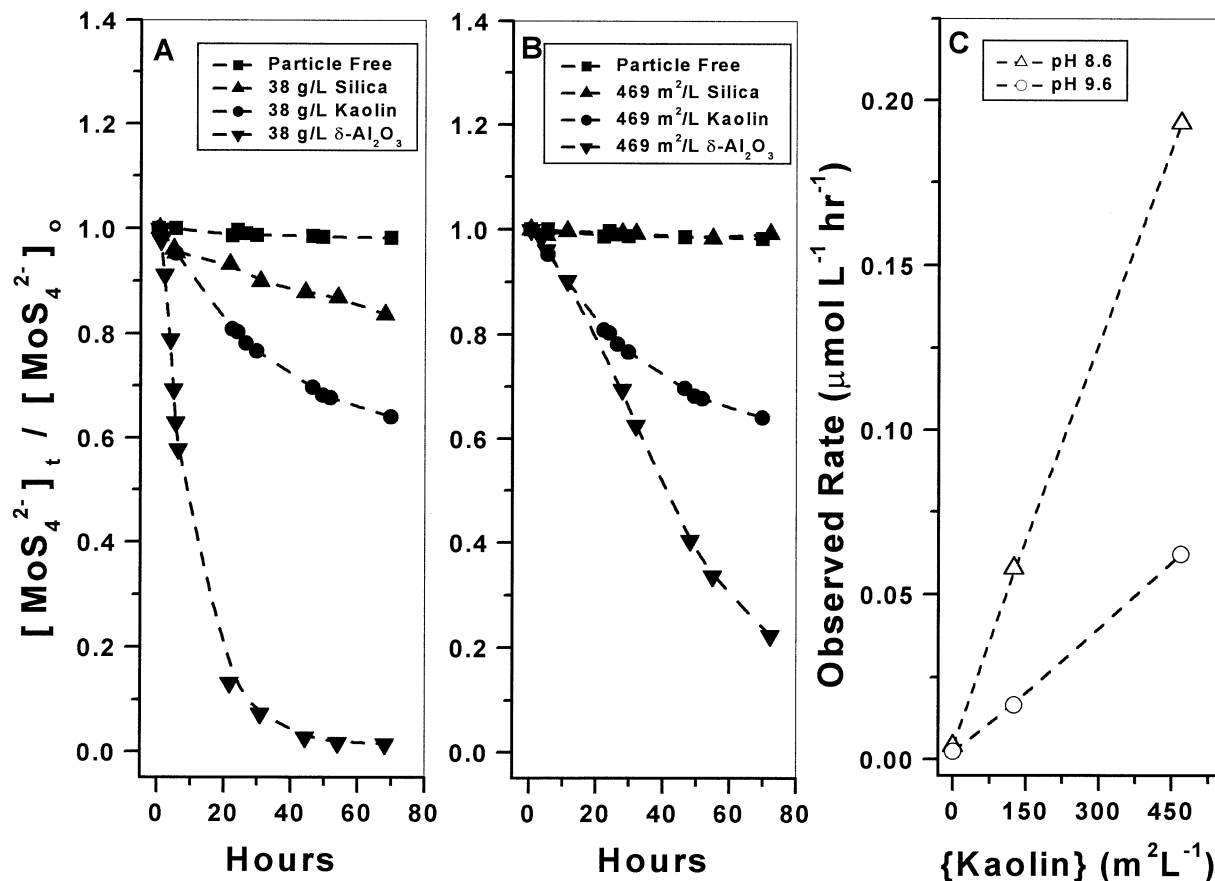 A
Particle Free
38 g/L Silica
38 g/L Kaolin
38 g/L δ-Al₂O₃
[MoS₄²⁻]ₜ / [MoS₄²⁻]ₒ
1.4
1.2
1.0
0.8
0.6
0.4
0.2
0.0
0 20 40 60 80
Hours
B
Particle Free
469 m²/L Silica
469 m²/L Kaolin
469 m²/L δ-Al₂O₃
1.4
1.2
1.0
0.8
0.6
0.4
0.2
0.0
0 20 40 60 80
Hours
C
pH 8.6
pH 9.6
Observed Rate (μmol L⁻¹ hr⁻¹)
0.20
0.15
0.10
0.05
0.00
0 150 300 450
{Kaolin} (m²L⁻¹)